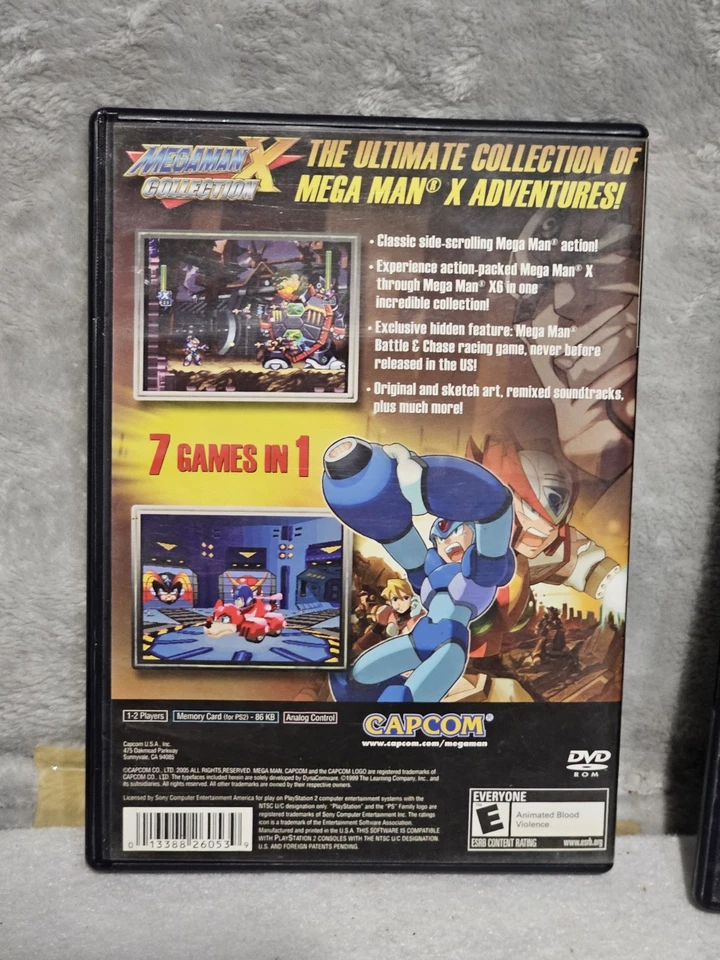 MEGAMAN X
COLLECTION
THE ULTIMATE COLLECTION OF
MEGA MAN® X ADVENTURES!
• Classic side-scrolling Mega Man® action!
• Experience action-packed Mega Man® X
through Mega Man® X6 in one
incredible collection!
• Exclusive hidden feature: Mega Man®
Battle & Chase racing game, never before
released in the US!
• Original and sketch art, remixed soundtracks,
plus much more!
7 GAMES IN 1
1-2 Players
Memory Card (for PS2) - 86 KB
Analog Control
CAPCOM®
www.capcom.com/megaman
Capcom U.S.A., Inc.
475 Oakmead Parkway
Sunnyvale, CA 94085
©CAPCOM CO., LTD. 2005 ALL RIGHTS RESERVED. MEGA MAN, CAPCOM and the CAPCOM LOGO are registered trademarks of
CAPCOM CO., LTD. The typefaces included herein are solely developed by DynaComware. ©1999 The Learning Company, Inc., and
its subsidiaries. All rights reserved. All other trademarks are owned by their respective owners.
Licensed by Sony Computer Entertainment America for play on PlayStation 2 computer entertainment systems with the
NTSC U/C designation only. "PlayStation" and the "PS" Family logo are
registered trademarks of Sony Computer Entertainment Inc. The ratings
icon is a trademark of the Entertainment Software Association.
Manufactured and printed in the U.S.A. THIS SOFTWARE IS COMPATIBLE
WITH PLAYSTATION 2 CONSOLES WITH THE NTSC U/C DESIGNATION.
U.S. AND FOREIGN PATENTS PENDING.
0 13388 26053 9
DVD
ROM
EVERYONE
E
Animated Blood
Violence
ESRB CONTENT RATING www.esrb.org